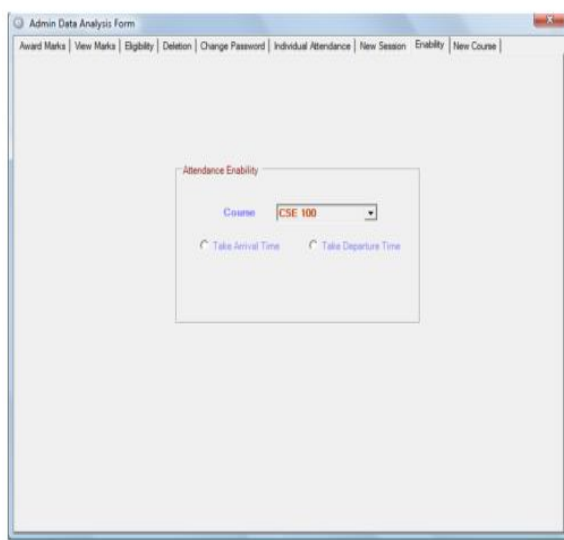 Admin Data Analysis Form
Award Marks | View Marks | Eligibility | Deletion | Change Password | Individual Attendance | New Session | Enability | New Course
Attendance Enability
Course CSE 100
Take Arrival Time Take Departure Time